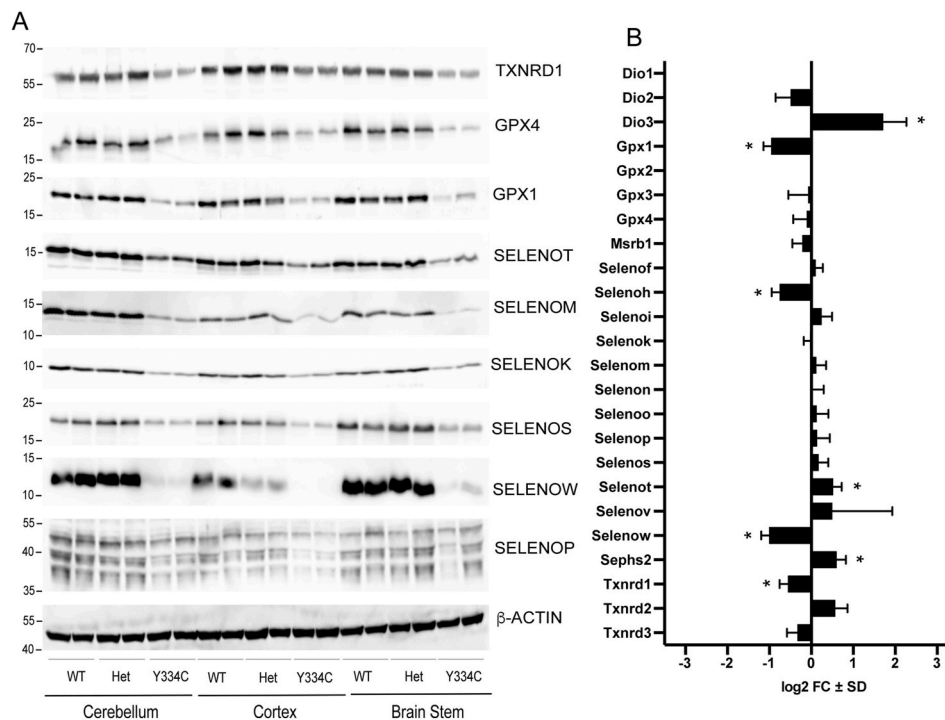 A
70-
55-
TXNRD1
25-
15-
GPX4
25
15-
GPX1
15-
SELENOT
15-
10-
SELENOM
10-
SELENOK
25-
15-
SELENOS
15
10-
SELENOW
55
40-
35-
SELENOP
55-
40-
β-ACTIN
WT Het Y334C WT Het Y334C WT Het Y334C
Cerebellum Cortex Brain Stem
B
Dio1
Dio2
Dio3 *
Gpx1 *
Gpx2
Gpx3
Gpx4
Msrb1
Selenof
Selenoh *
Selenoi
Selenok
Selenom
Selenon
Selenoo
Selenop
Selenos
Selenot *
Selenov
Selenow *
Sephs2 *
Txnrd1 *
Txnrd2
Txnrd3
-3 -2 -1 0 1 2 3
log2 FC ± SD